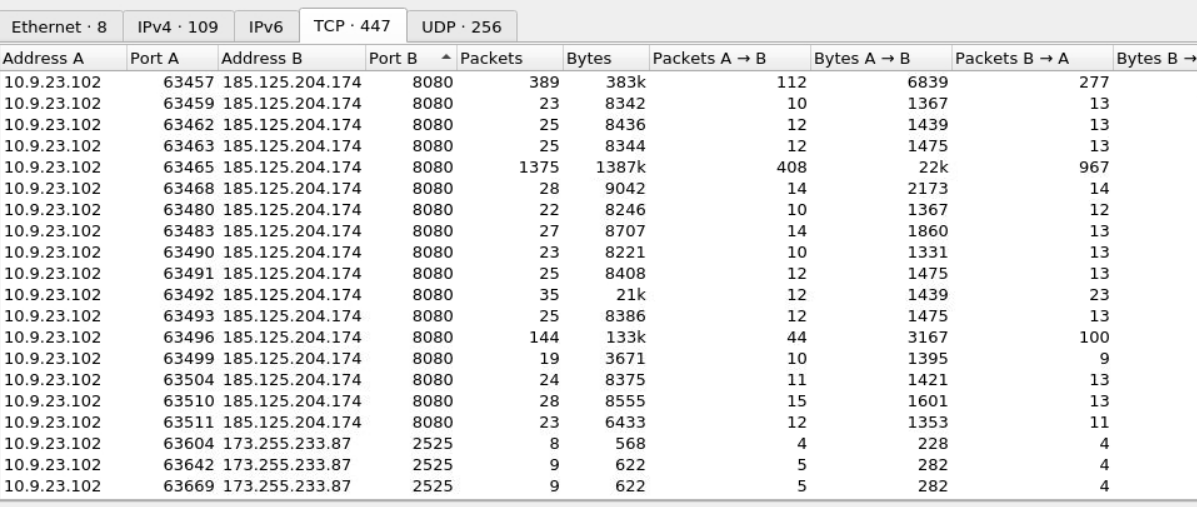 Ethernet · 8 IPv4 · 109 IPv6 TCP · 447 UDP · 256
Address A Port A Address B Port B Packets Bytes Packets A → B Bytes A → B Packets B → A Bytes B →
10.9.23.102 63457 185.125.204.174 8080 389 383k 112 6839 277
10.9.23.102 63459 185.125.204.174 8080 23 8342 10 1367 13
10.9.23.102 63462 185.125.204.174 8080 25 8436 12 1439 13
10.9.23.102 63463 185.125.204.174 8080 25 8344 12 1475 13
10.9.23.102 63465 185.125.204.174 8080 1375 1387k 408 22k 967
10.9.23.102 63468 185.125.204.174 8080 28 9042 14 2173 14
10.9.23.102 63480 185.125.204.174 8080 22 8246 10 1367 12
10.9.23.102 63483 185.125.204.174 8080 27 8707 14 1860 13
10.9.23.102 63490 185.125.204.174 8080 23 8221 10 1331 13
10.9.23.102 63491 185.125.204.174 8080 25 8408 12 1475 13
10.9.23.102 63492 185.125.204.174 8080 35 21k 12 1439 23
10.9.23.102 63493 185.125.204.174 8080 25 8386 12 1475 13
10.9.23.102 63496 185.125.204.174 8080 144 133k 44 3167 100
10.9.23.102 63499 185.125.204.174 8080 19 3671 10 1395 9
10.9.23.102 63504 185.125.204.174 8080 24 8375 11 1421 13
10.9.23.102 63510 185.125.204.174 8080 28 8555 15 1601 13
10.9.23.102 63511 185.125.204.174 8080 23 6433 12 1353 11
10.9.23.102 63604 173.255.233.87 2525 8 568 4 228 4
10.9.23.102 63642 173.255.233.87 2525 9 622 5 282 4
10.9.23.102 63669 173.255.233.87 2525 9 622 5 282 4